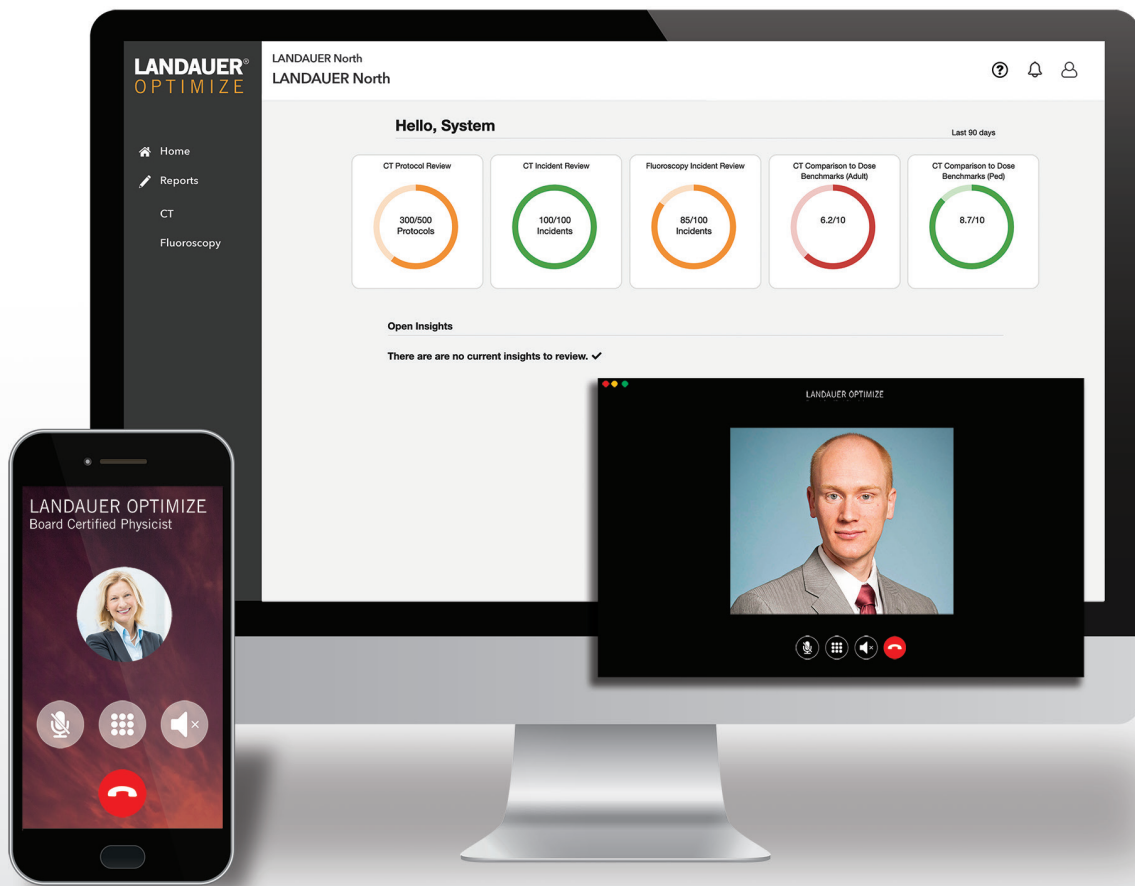 LANDAUER®
OPTIMIZE
LANDAUER North
LANDAUER North
Home
Reports
CT
Fluoroscopy
Hello, System
Last 90 days
CT Protocol Review
300/500
Protocols
CT Incident Review
100/100
Incidents
Fluoroscopy Incident Review
85/100
Incidents
CT Comparison to Dose
Benchmarks (Adult)
6.2/10
CT Comparison to Dose
Benchmarks (Ped)
8.7/10
Open Insights
There are are no current insights to review.
LANDAUER OPTIMIZE
LANDAUER OPTIMIZE
Board Certified Physicist